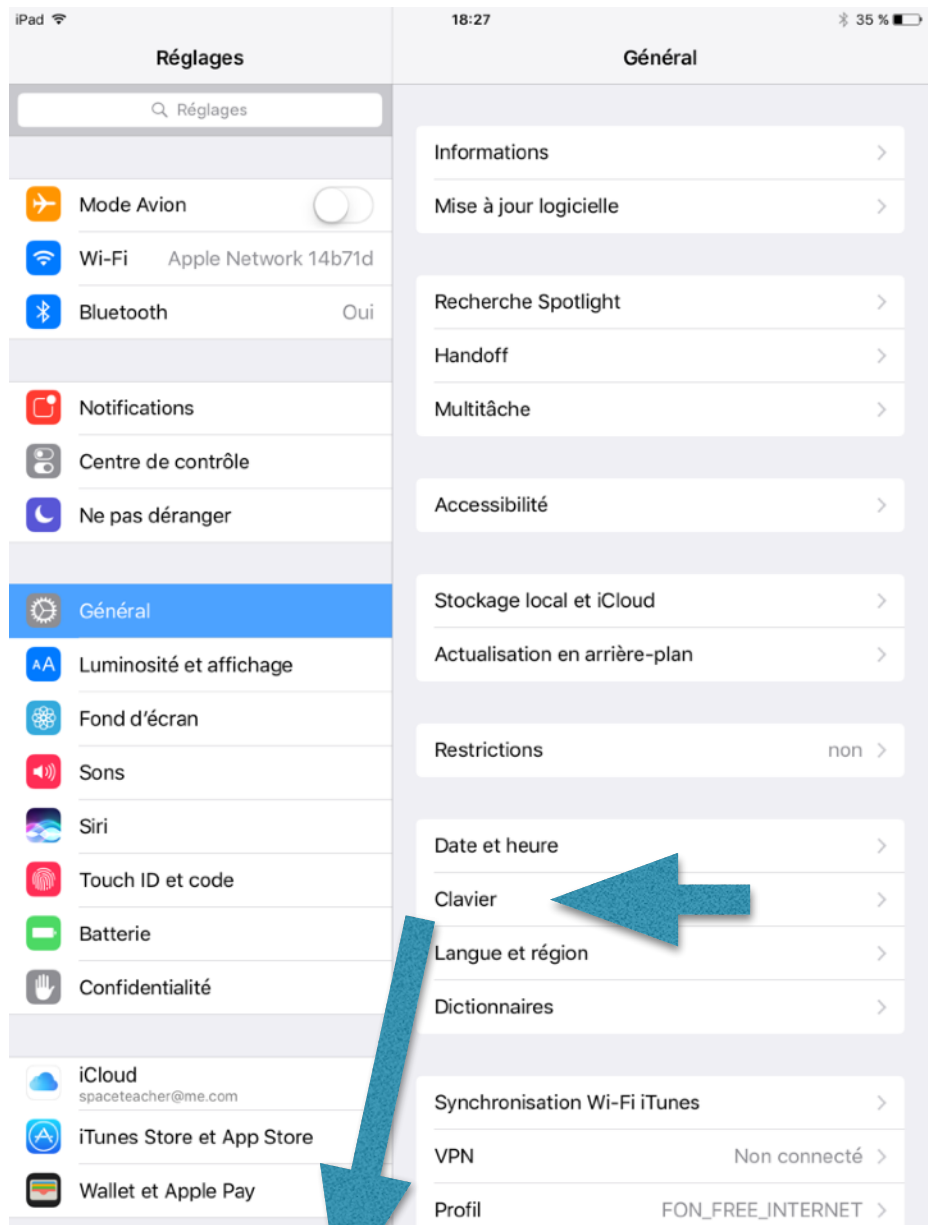 iPad
18:27
35 %
Réglages
Général
Réglages
Mode Avion
Wi-Fi Apple Network 14b71d
Bluetooth Oui
Notifications
Centre de contrôle
Ne pas déranger
Général
AA Luminosité et affichage
Fond d'écran
Sons
Siri
Touch ID et code
Batterie
Confidentialité
iCloud
spaceteacher@me.com
iTunes Store et App Store
Wallet et Apple Pay
Informations
Mise à jour logicielle
Recherche Spotlight
Handoff
Multitâche
Accessibilité
Stockage local et iCloud
Actualisation en arrière-plan
Restrictions non
Date et heure
Clavier
Langue et région
Dictionnaires
Synchronisation Wi-Fi iTunes
VPN Non connecté
Profil FON_FREE_INTERNET